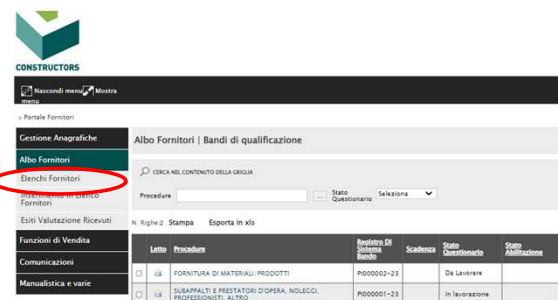 CONSTRUCTORS
Nascondi menu Mostra
menu
> Portale Fornitori
Gestione Anagrafiche
Albo Fornitori
Elenchi Fornitori
Inserimento in Elenco
Fornitori
Esiti Valutazione Ricevuti
Funzioni di Vendita
Comunicazioni
Manualistica e varie
Albo Fornitori | Bandi di qualificazione
CERCA NEL CONTENUTO DELLA GRIGLIA
Procedure ... Stato Questionario Seleziona
N. Righe:2 Stampa Esporta in xls
Letto Procedure Registro Di Sistema Bando Scadenza Stato Questionario Stato Abilitazione
FORNITURA DI MATERIALI/PRODOTTI PI000002-23 Da Lavorare
SUBAPPALTI E PRESTATORI D'OPERA, NOLEGGI, PROFESSIONISTI, ALTRO PI000001-23 In lavorazione